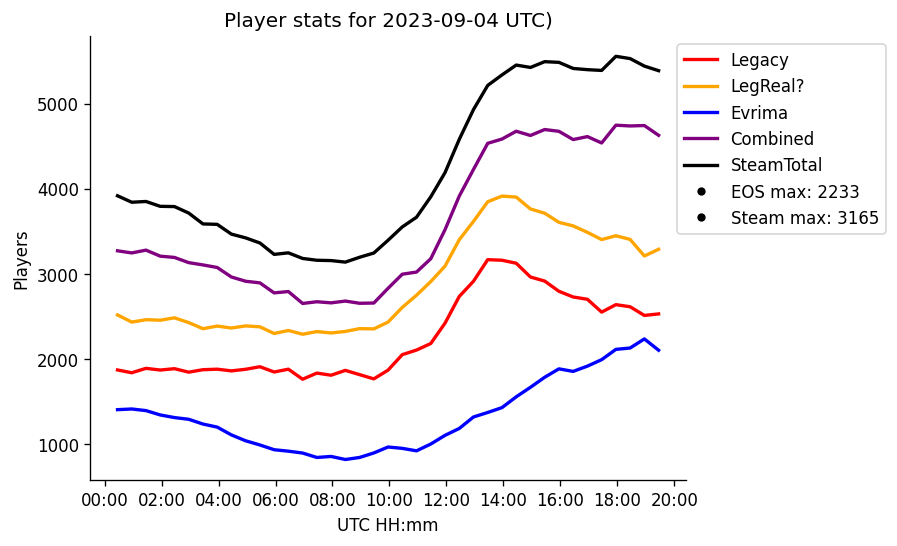 Player stats for 2023-09-04 UTC)
Players
5000
4000
3000
2000
1000
00:00 02:00 04:00 06:00 08:00 10:00 12:00 14:00 16:00 18:00 20:00
UTC HH:mm
Legacy
LegReal?
Evrima
Combined
SteamTotal
EOS max: 2233
Steam max: 3165